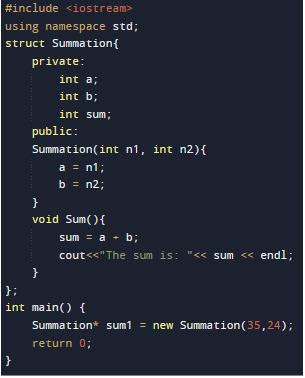 #include <iostream>
using namespace std;
struct Summation{
    private:
        int a;
        int b;
        int sum;
    public:
    Summation(int n1, int n2){
        a = n1;
        b = n2;
    }
    void Sum(){
        sum = a + b;
        cout<<"The sum is: "<< sum << endl;
    }
};
int main() {
    Summation* sum1 = new Summation(35,24);
    return 0;
}